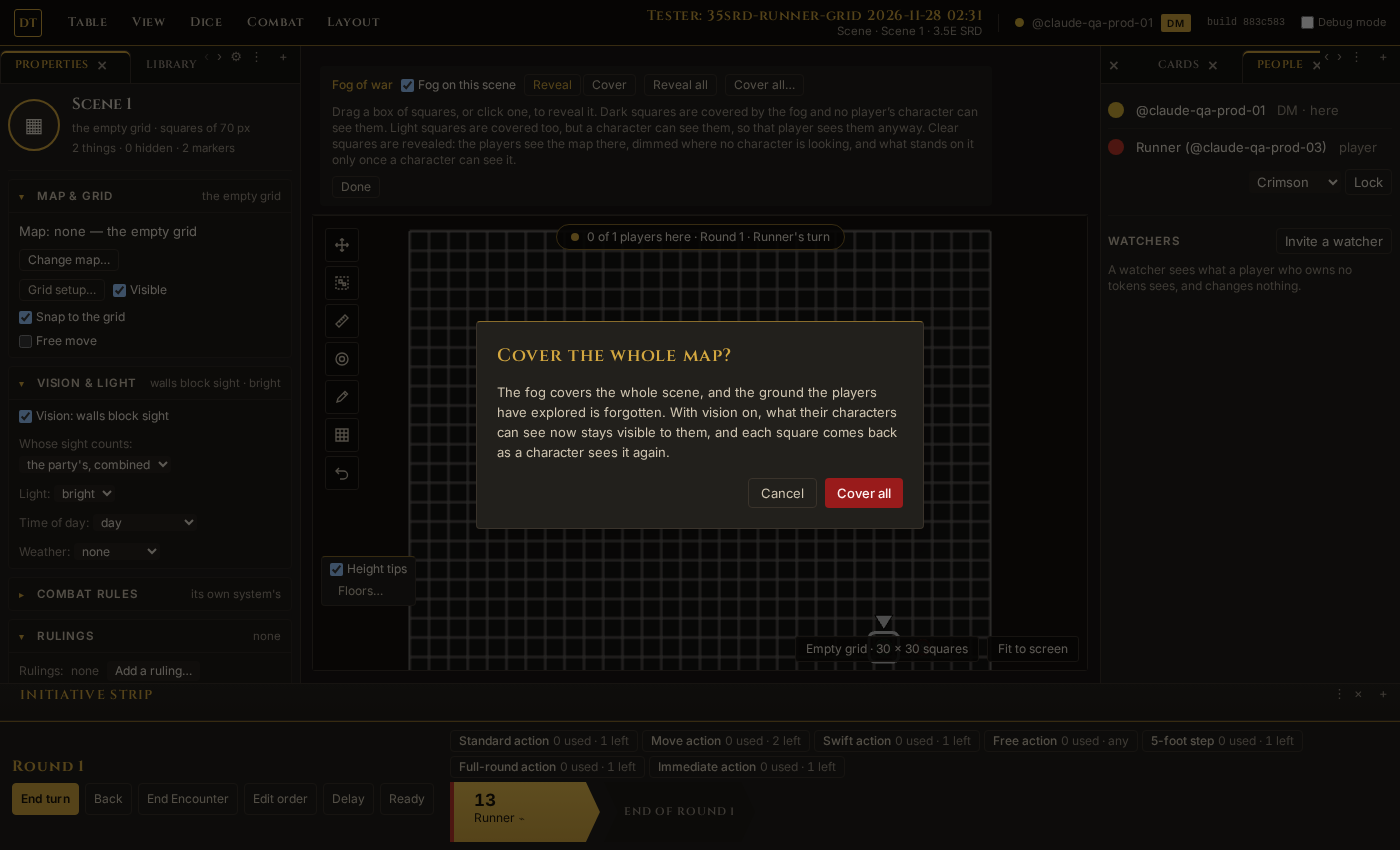 DT TABLE VIEW DICE COMBAT LAYOUT
TESTER: 35SRD-RUNNER-GRID 2026-11-28 02:31
Scene · Scene 1 · 3.5E SRD
@claude-qa-prod-01 DM build 883c583 Debug mode
PROPERTIES × LIBRARY ‹ › ⚙ ⋮ +
SCENE 1
the empty grid · squares of 70 px
2 things · 0 hidden · 2 markers
▾ MAP & GRID the empty grid
Map: none — the empty grid
Change map...
Grid setup... Visible
Snap to the grid
Free move
▾ VISION & LIGHT walls block sight · bright
Vision: walls block sight
Whose sight counts:
the party's, combined
Light: bright
Time of day: day
Weather: none
▸ COMBAT RULES its own system's
▾ RULINGS none
Rulings: none Add a ruling...
Fog of war Fog on this scene Reveal Cover Reveal all Cover all...
Drag a box of squares, or click one, to reveal it. Dark squares are covered by the fog and no player's character can
see them. Light squares are covered too, but a character can see them, so that player sees them anyway. Clear
squares are revealed: the players see the map there, dimmed where no character is looking, and what stands on it
only once a character can see it.
Done
0 of 1 players here · Round 1 · Runner's turn
COVER THE WHOLE MAP?
The fog covers the whole scene, and the ground the players
have explored is forgotten. With vision on, what their characters
can see now stays visible to them, and each square comes back
as a character sees it again.
Cancel Cover all
Height tips
Floors...
Empty grid · 30 × 30 squares Fit to screen
× CARDS × PEOPLE × ‹ › ⋮ +
@claude-qa-prod-01 DM · here
Runner (@claude-qa-prod-03) player
Crimson Lock
WATCHERS Invite a watcher
A watcher sees what a player who owns no
tokens sees, and changes nothing.
INITIATIVE STRIP ⋮ × +
ROUND 1
End turn Back End Encounter Edit order Delay Ready
Standard action 0 used · 1 left Move action 0 used · 2 left Swift action 0 used · 1 left Free action 0 used · any 5-foot step 0 used · 1 left
Full-round action 0 used · 1 left Immediate action 0 used · 1 left
13
Runner
END OF ROUND 1